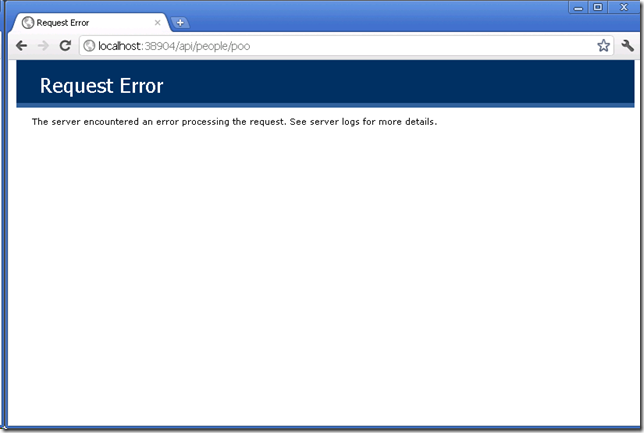 Request Error
localhost:38904/api/people/poo
Request Error
The server encountered an error processing the request. See server logs for more details.